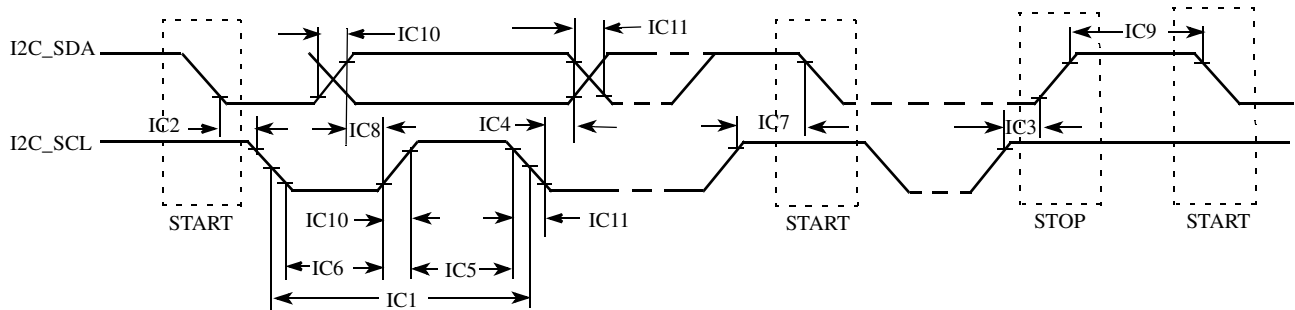 IC10
IC11
IC9
I2C_SDA
IC2
IC8
IC4
IC7
IC3
I2C_SCL
START
IC10
IC11
START
STOP
START
IC6
IC5
IC1